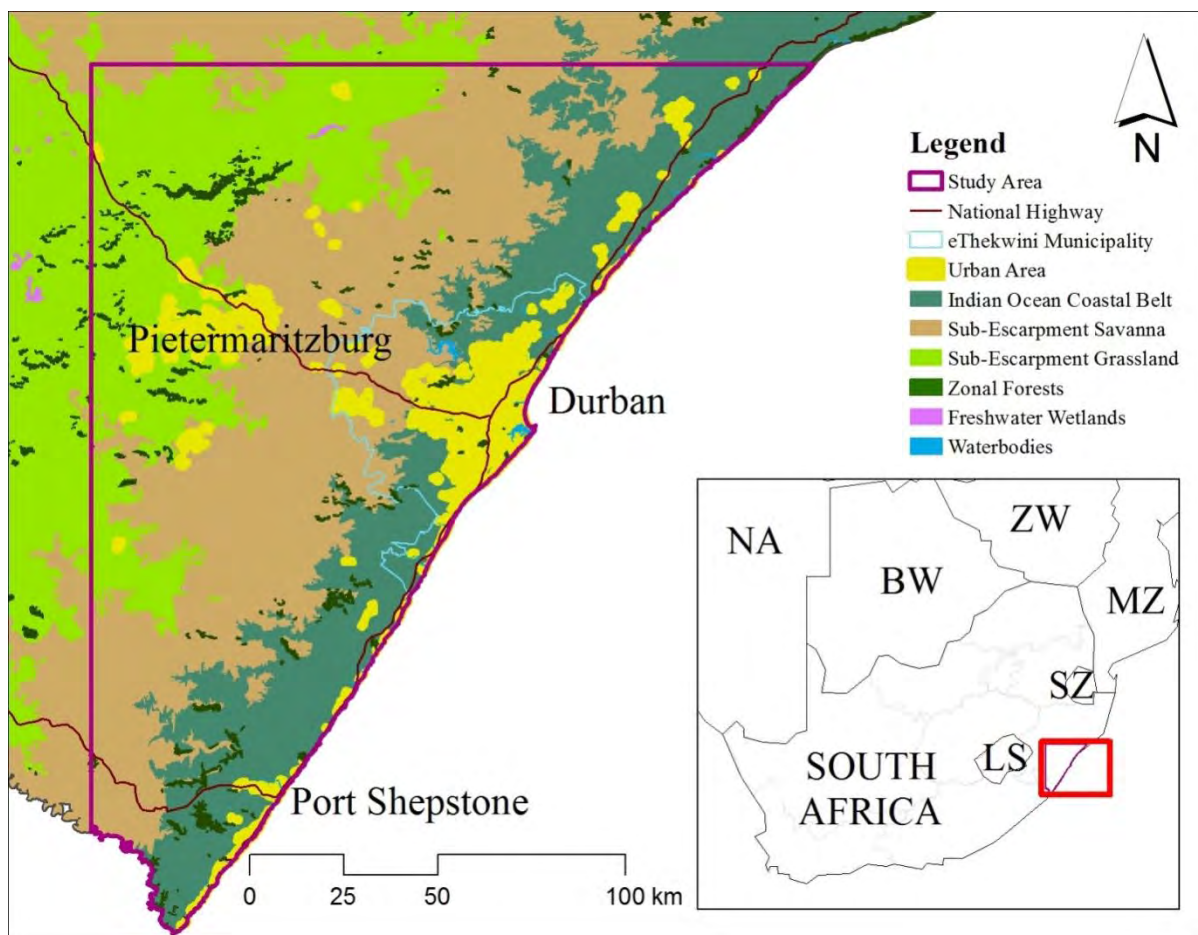 N
Legend
Study Area
National Highway
eThekwini Municipality
Urban Area
Indian Ocean Coastal Belt
Sub-Escarpment Savanna
Sub-Escarpment Grassland
Zonal Forests
Freshwater Wetlands
Waterbodies
Pietermaritzburg
Durban
Port Shepstone
0 25 50 100 km
NA
BW
ZW
MZ
SZ
LS
SOUTH
AFRICA